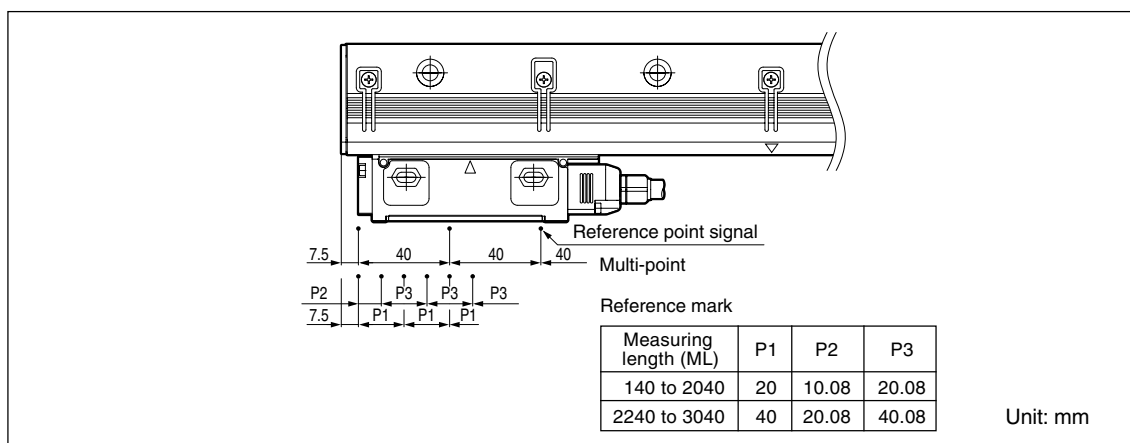 Reference point signal
7.5 40 40 40
Multi-point
P2 P3 P3 P3
7.5 P1 P1 P1
Reference mark
Measuring length (ML) P1 P2 P3
140 to 2040 20 10.08 20.08
2240 to 3040 40 20.08 40.08
Unit: mm